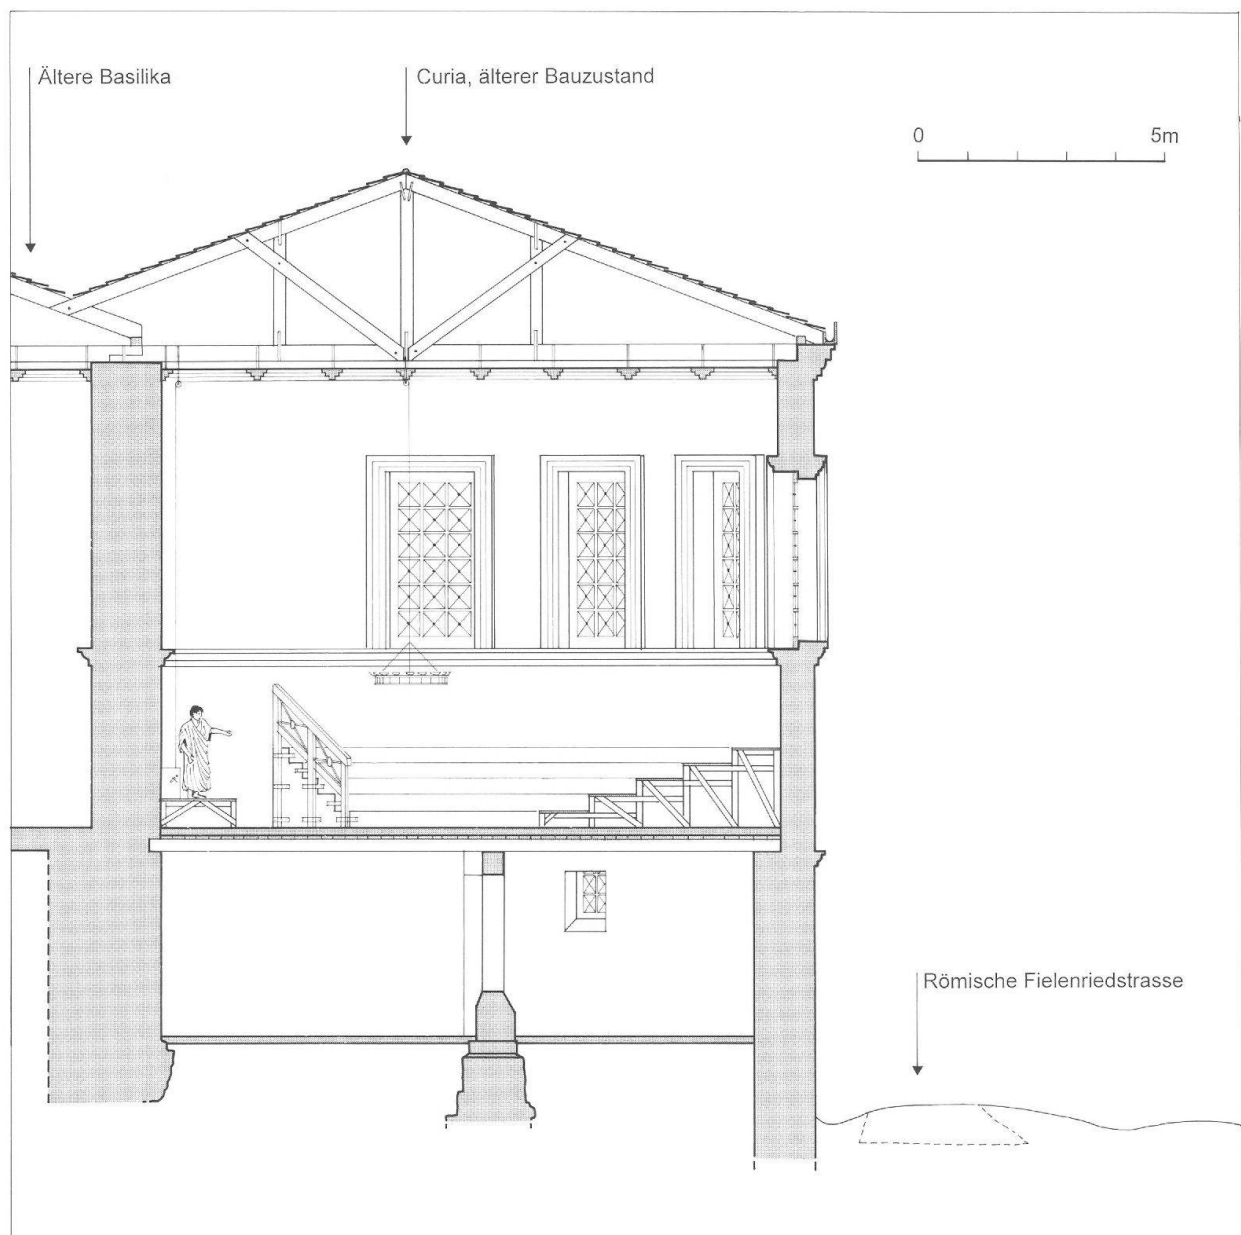 Ältere Basilika
Curia, älterer Bauzustand
0 5m
Römische Fielenriedstrasse